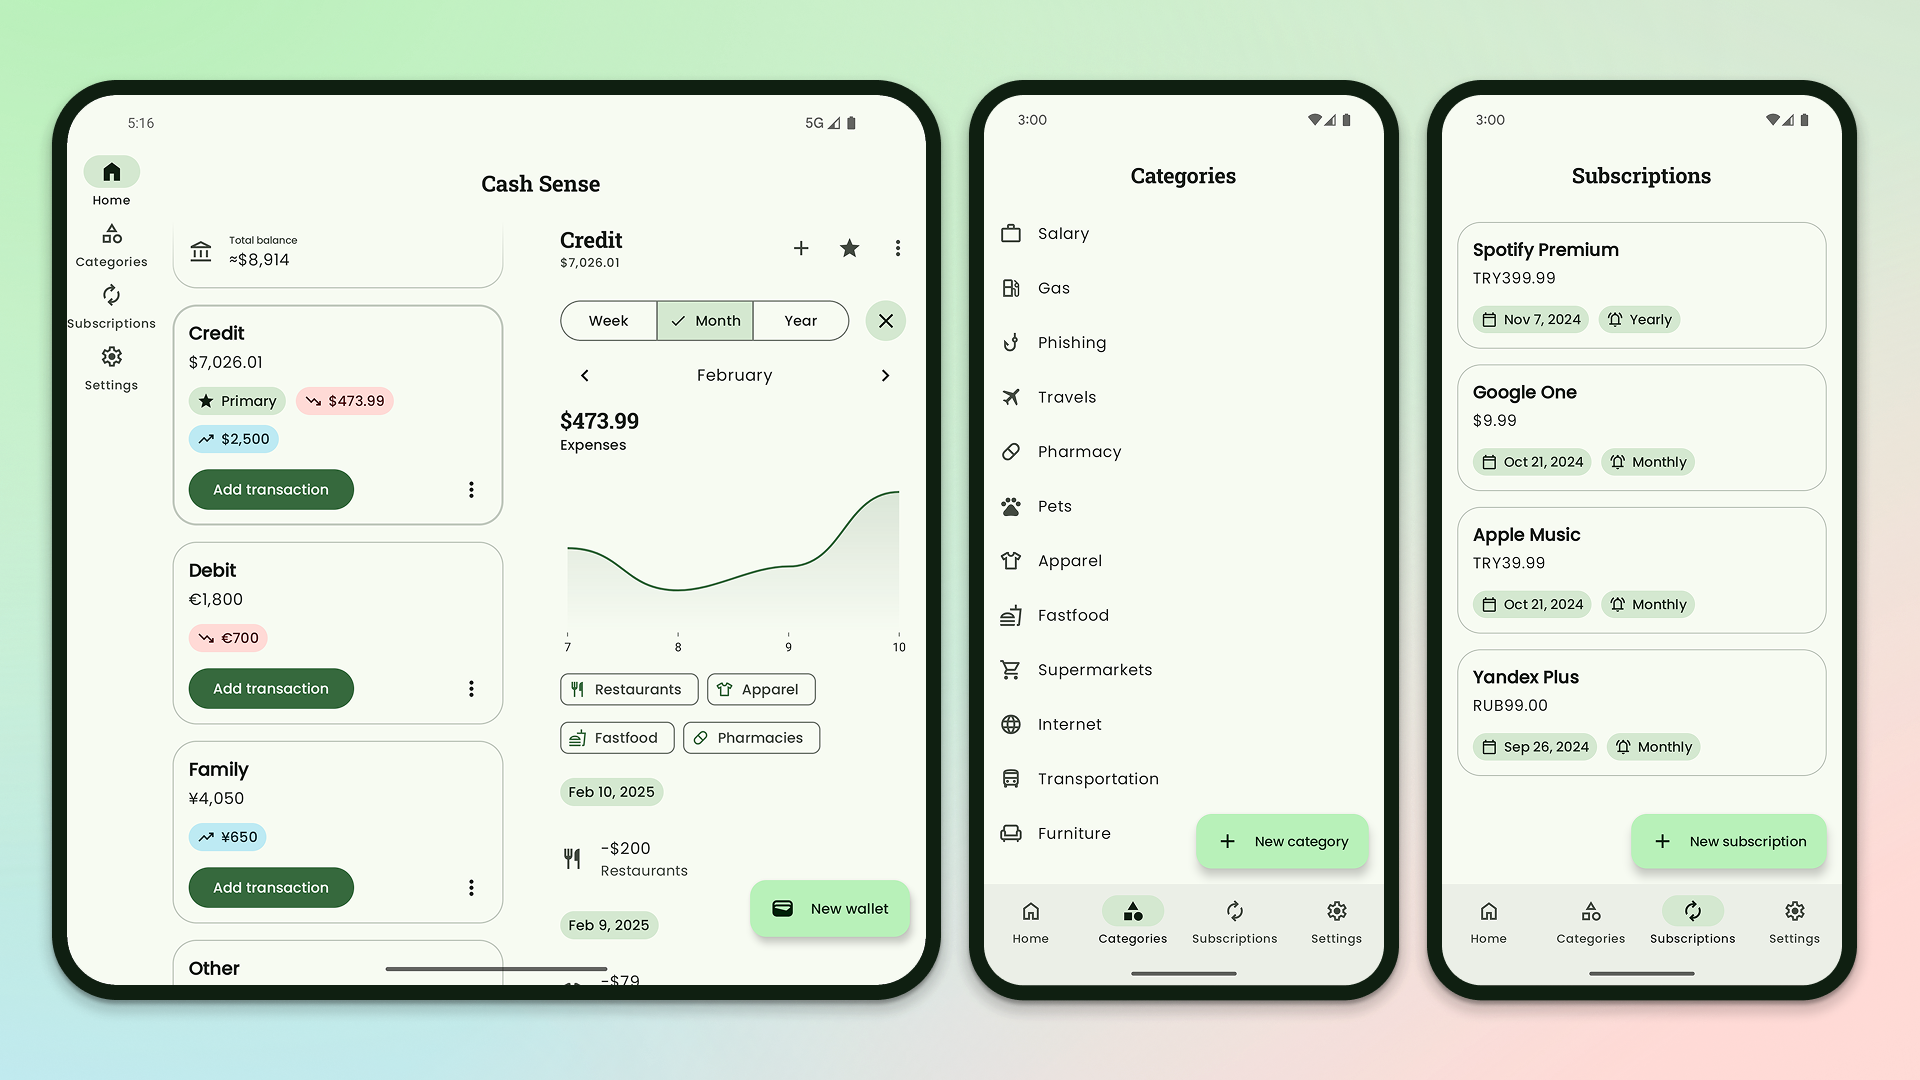 5:16
5G
Home
Categories
Subscriptions
Settings
Cash Sense
Total balance
≈$8,914
Credit
$7,026.01
Primary
$473.99
$2,500
Add transaction
Debit
€1,800
€700
Add transaction
Family
¥4,050
¥650
Add transaction
Other
Credit
$7,026.01
Week
Month
Year
February
$473.99
Expenses
7 8 9 10
Restaurants
Apparel
Fastfood
Pharmacies
Feb 10, 2025
-$200
Restaurants
Feb 9, 2025
-$79
New wallet
3:00
Categories
Salary
Gas
Phishing
Travels
Pharmacy
Pets
Apparel
Fastfood
Supermarkets
Internet
Transportation
Furniture
New category
Home
Categories
Subscriptions
Settings
3:00
Subscriptions
Spotify Premium
TRY399.99
Nov 7, 2024
Yearly
Google One
$9.99
Oct 21, 2024
Monthly
Apple Music
TRY39.99
Oct 21, 2024
Monthly
Yandex Plus
RUB99.00
Sep 26, 2024
Monthly
New subscription
Home
Categories
Subscriptions
Settings